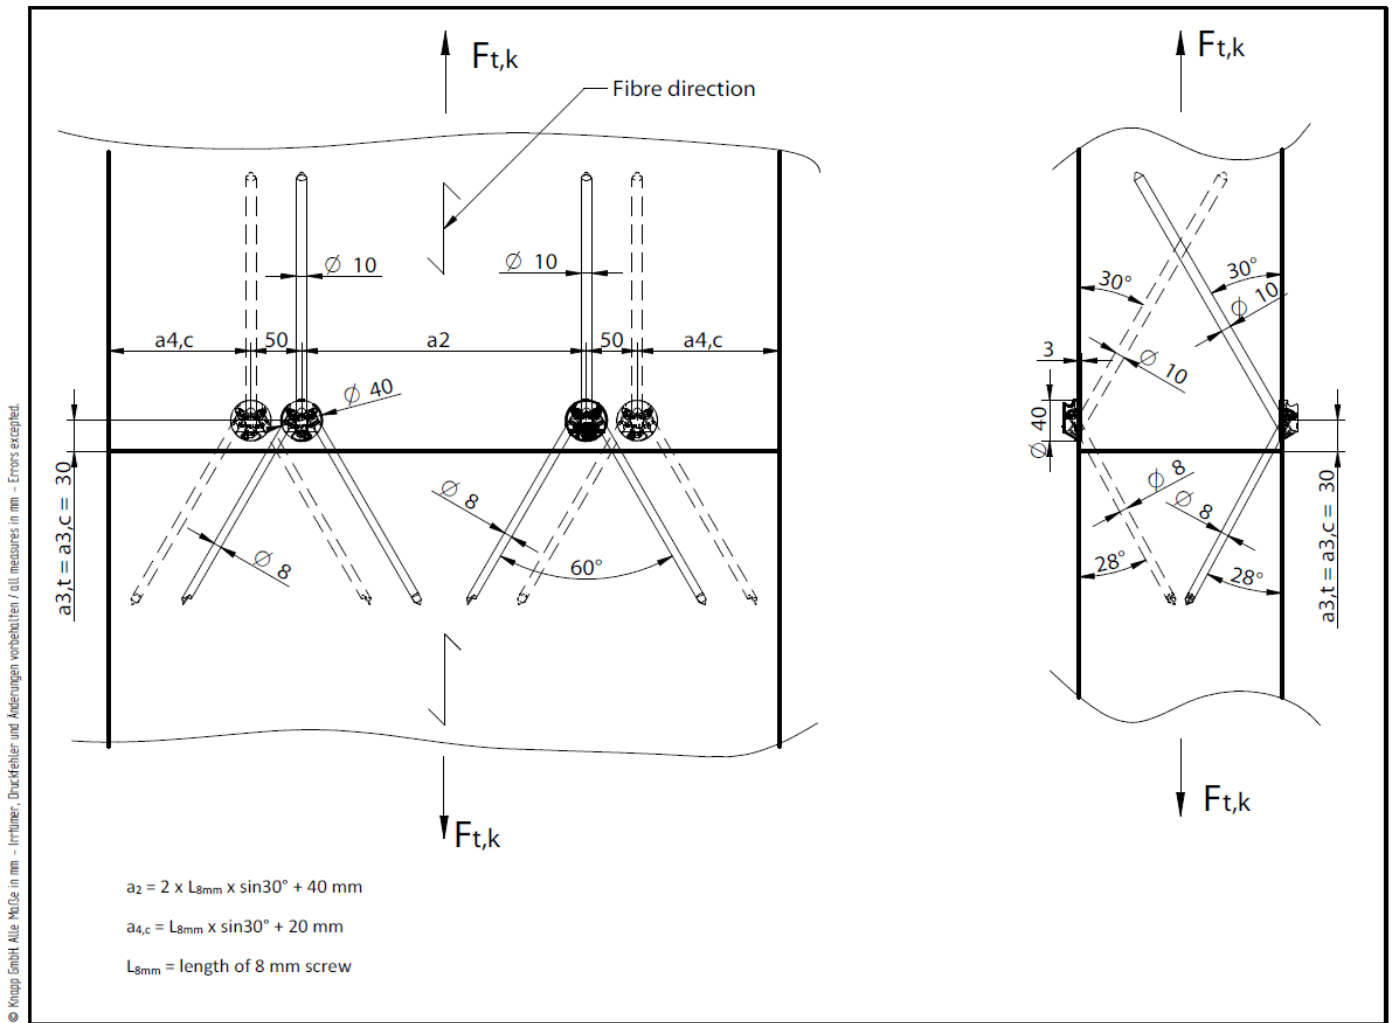 Ft,k
Ft,k
Fibre direction
Ø 10
Ø 10
30°
30°
Ø 10
a4,c
50
a2
50
a4,c
3
Ø 10
Ø 40
Ø 40
a3,t = a3,c = 30
Ø 8
Ø 8
60°
Ø 8
Ø 8
28°
28°
a3,t = a3,c = 30
Ft,k
Ft,k
a2 = 2 x L8mm x sin30° + 40 mm
a4,c = L8mm x sin30° + 20 mm
L8mm = length of 8 mm screw
© Knapp GmbH. Alle Maße in mm - Irrtümer, Druckfehler und Änderungen vorbehalten / all measures in mm - Errors excepted.